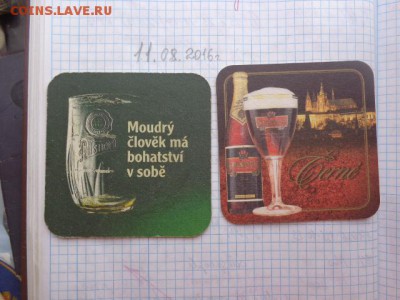 COINS.LAVE.RU
11.08.2016г.
Moudrý
člověk má
bohatství
v sobě
Černé